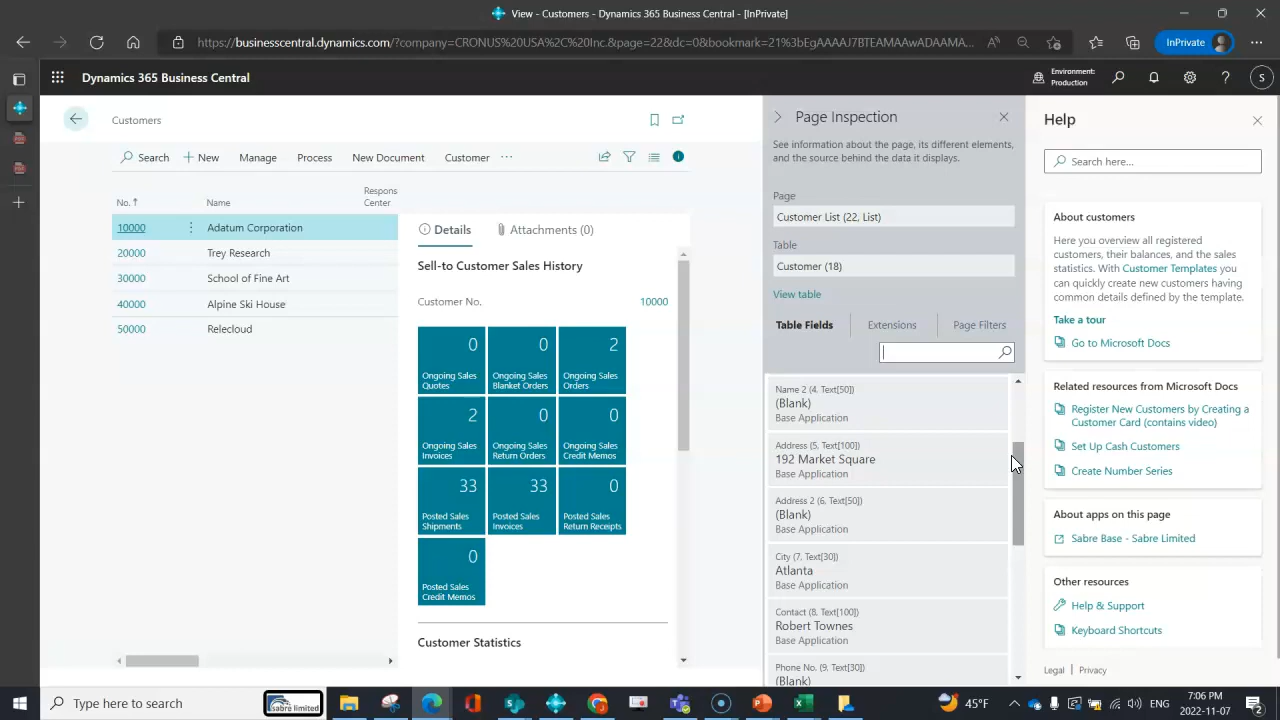 View - Customers - Dynamics 365 Business Central - [InPrivate]
https://businesscentral.dynamics.com/?company=CRONUS%20USA%2C%20Inc.&page=22&dc=0&bookmark=21%3bEgAAAAJ7BTEAMAAwADAAMA...
InPrivate
Dynamics 365 Business Central
Environment:
Production
S
Customers
Search
New
Manage
Process
New Document
Customer
No. ↑
Name
Respons
Center
10000
Adatum Corporation
20000
Trey Research
30000
School of Fine Art
40000
Alpine Ski House
50000
Relecloud
Details
Attachments (0)
Sell-to Customer Sales History
Customer No.
10000
0
Ongoing Sales
Quotes
0
Ongoing Sales
Blanket Orders
2
Ongoing Sales
Orders
2
Ongoing Sales
Invoices
0
Ongoing Sales
Return Orders
0
Ongoing Sales
Credit Memos
33
Posted Sales
Shipments
33
Posted Sales
Invoices
0
Posted Sales
Return Receipts
0
Posted Sales
Credit Memos
Customer Statistics
Page Inspection
See information about the page, its different elements,
and the source behind the data it displays.
Page
Customer List (22, List)
Table
Customer (18)
View table
Table Fields
Extensions
Page Filters
Name 2 (4, Text[50])
(Blank)
Base Application
Address (5, Text[100])
192 Market Square
Base Application
Address 2 (6, Text[50])
(Blank)
Base Application
City (7, Text[30])
Atlanta
Base Application
Contact (8, Text[100])
Robert Townes
Base Application
Phone No. (9, Text[30])
(Blank)
Help
Search here...
About customers
Here you overview all registered
customers, their balances, and the sales
statistics. With Customer Templates you
can quickly create new customers having
common details defined by the template.
Take a tour
Go to Microsoft Docs
Related resources from Microsoft Docs
Register New Customers by Creating a
Customer Card (contains video)
Set Up Cash Customers
Create Number Series
About apps on this page
Sabre Base - Sabre Limited
Other resources
Help & Support
Keyboard Shortcuts
Legal | Privacy
Type here to search
sabre limited
45°F
ENG
7:06 PM
2022-11-07
2